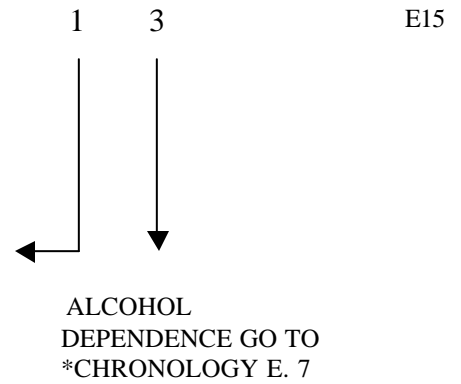 1 3 E15
ALCOHOL
DEPENDENCE GO TO
*CHRONOLOGY E. 7